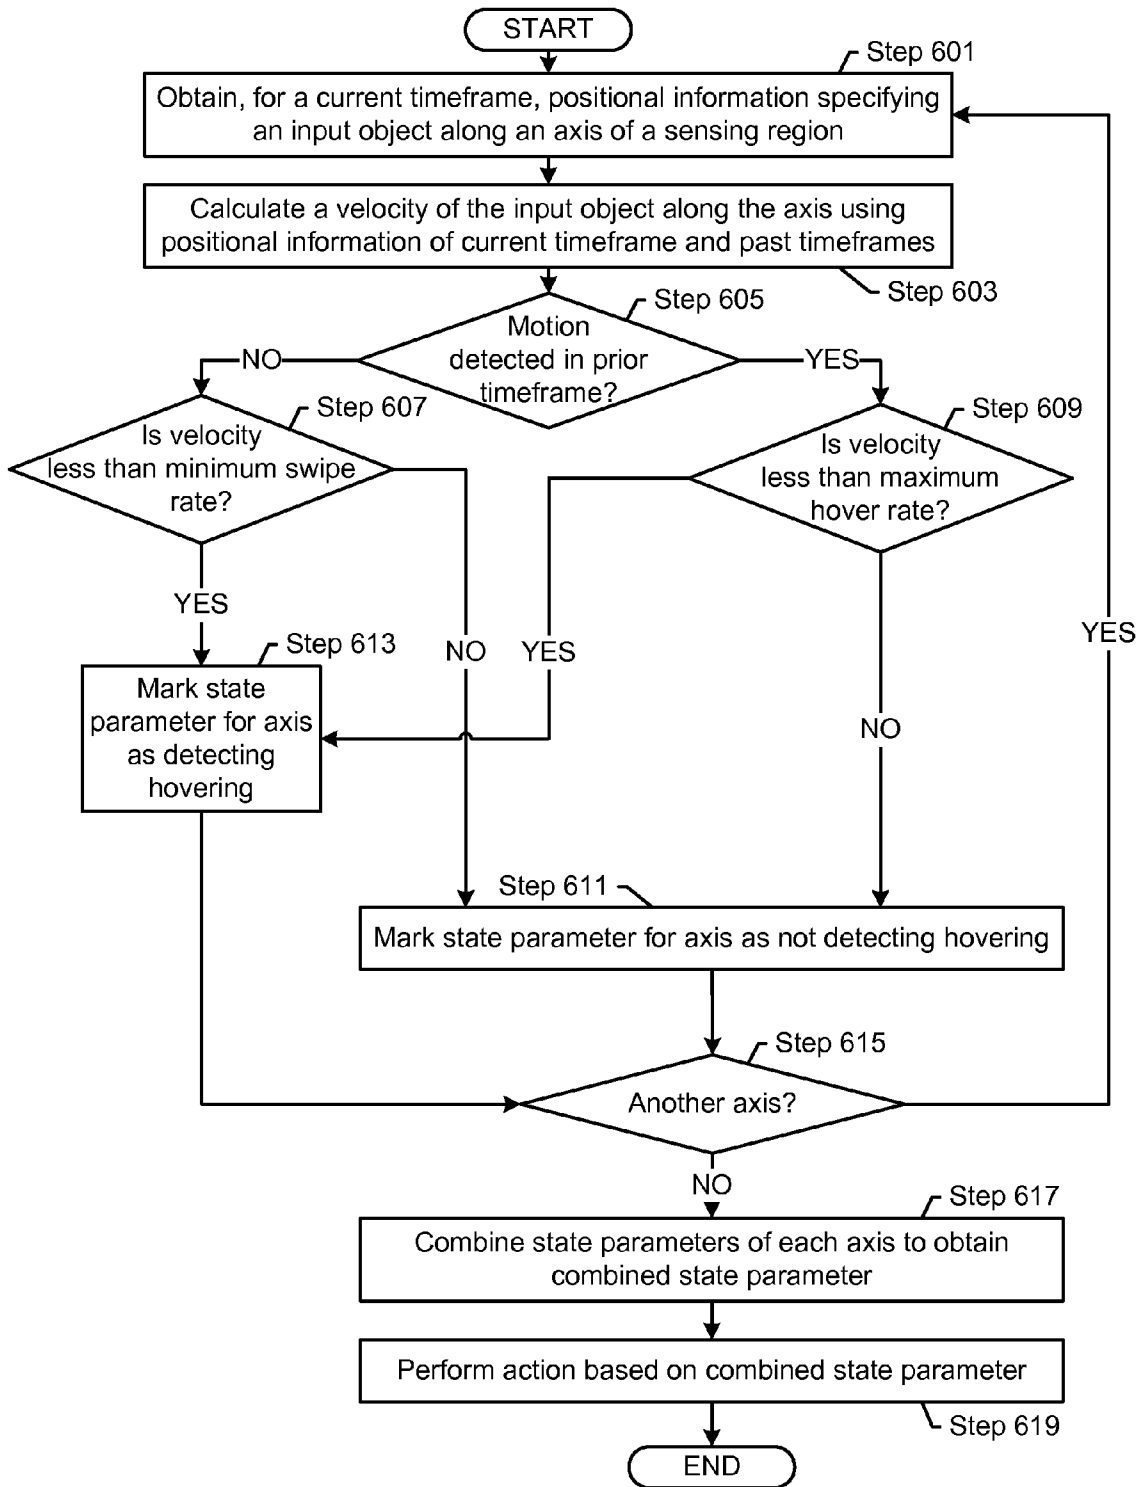 START
Step 601
Obtain, for a current timeframe, positional information specifying
an input object along an axis of a sensing region
Calculate a velocity of the input object along the axis using
positional information of current timeframe and past timeframes
Step 603
Step 605
Motion
detected in prior
timeframe?
NO
YES
Step 607
Is velocity
less than minimum swipe
rate?
Step 609
Is velocity
less than maximum
hover rate?
YES
NO
YES
NO
YES
Step 613
Mark state
parameter for axis
as detecting
hovering
Step 611
Mark state parameter for axis as not detecting hovering
Step 615
Another axis?
NO
Step 617
Combine state parameters of each axis to obtain
combined state parameter
Perform action based on combined state parameter
Step 619
END